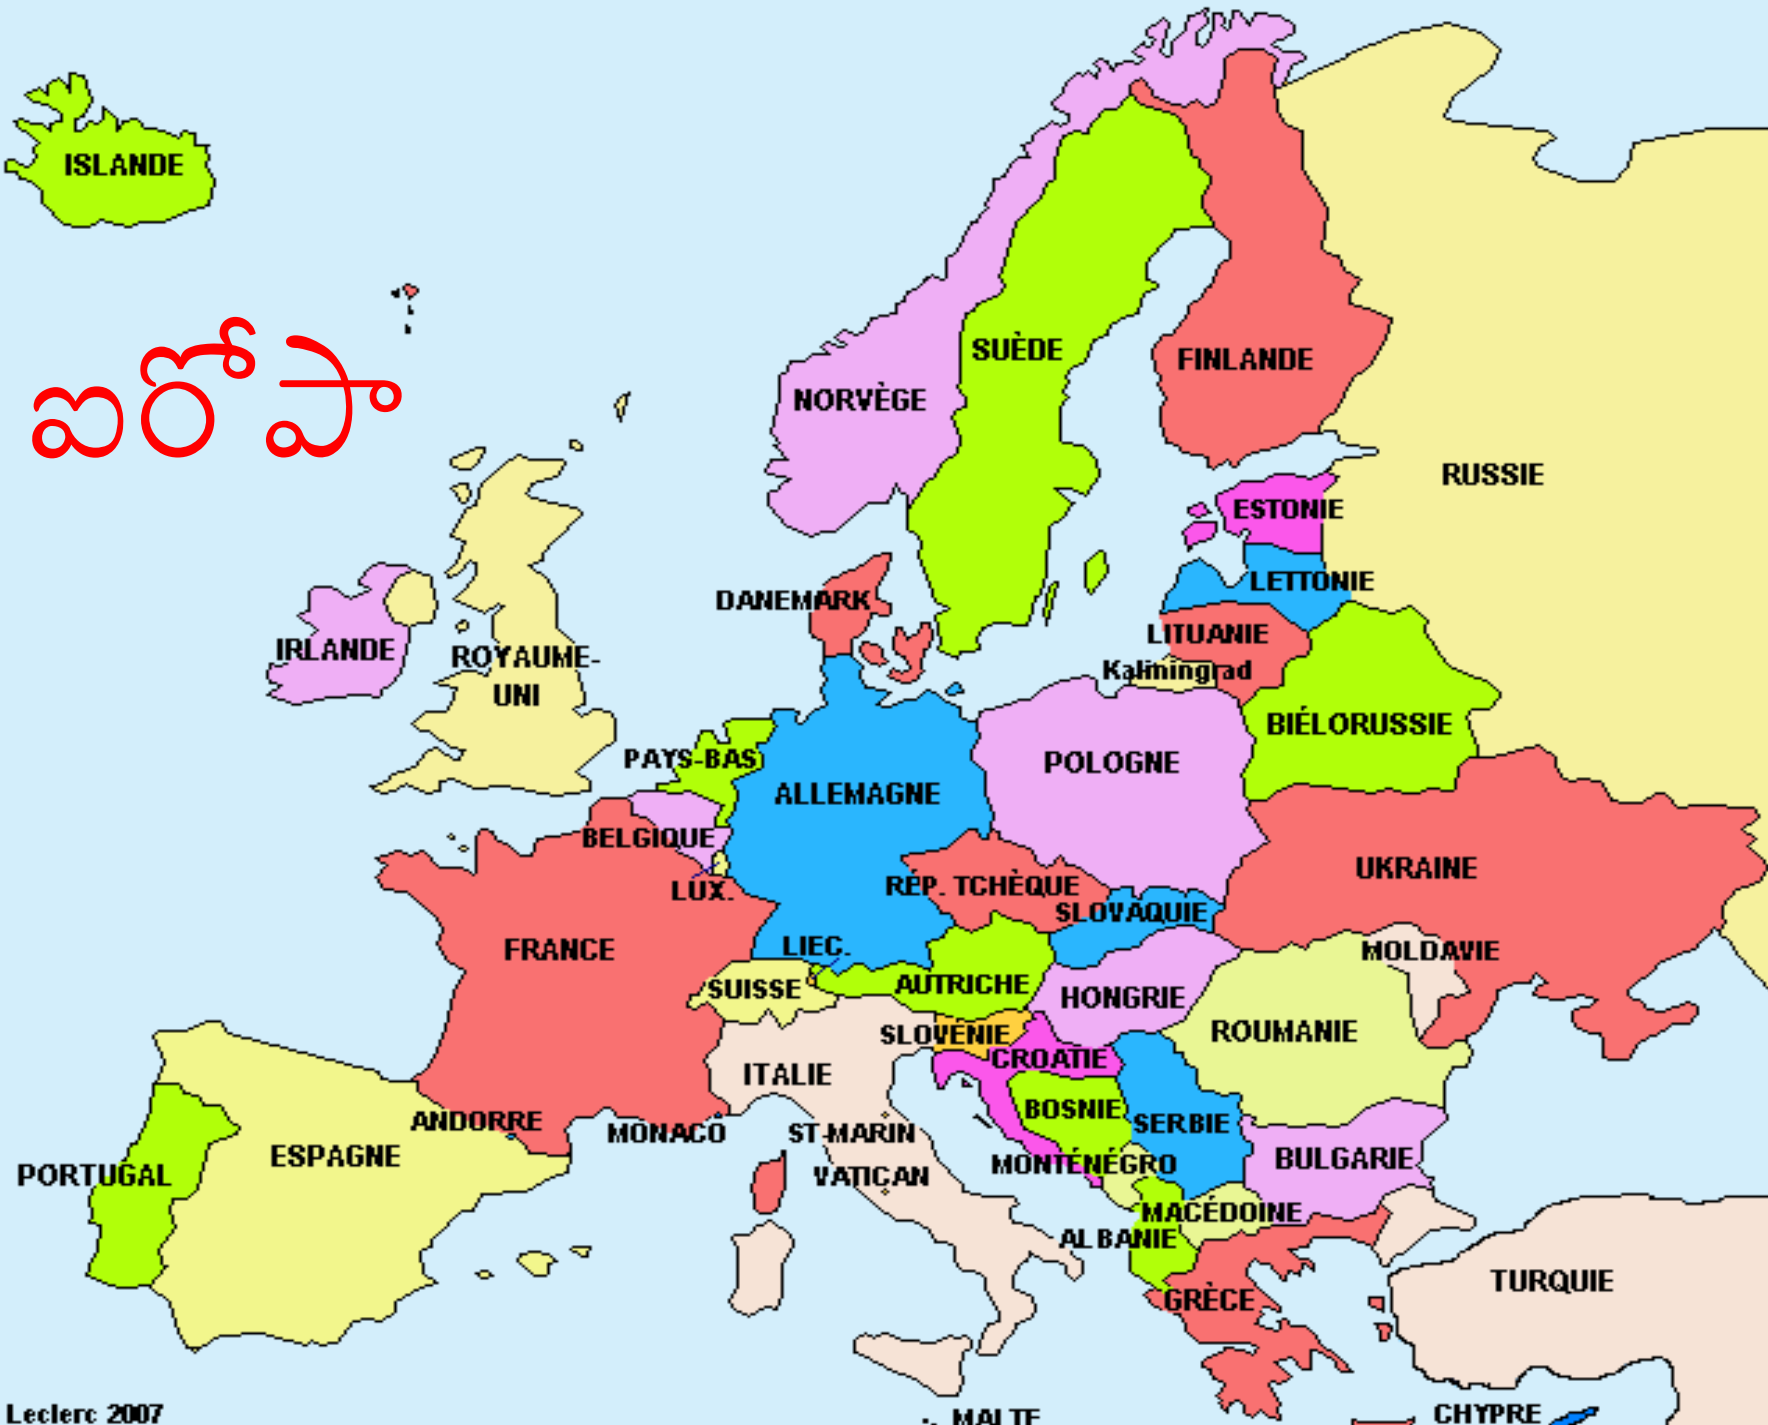 ISLANDE
ఐరోపా
NORVÈGE
SUÈDE
FINLANDE
RUSSIE
ESTONIE
LETTONIE
LITUANIE
Kaliningrad
DANEMARK
IRLANDE
ROYAUME-
UNI
BIÉLORUSSIE
PAYS-BAS
POLOGNE
ALLEMAGNE
BELGIQUE
LUX.
UKRAINE
RÉP. TCHÈQUE
SLOVAQUIE
FRANCE
LIEC.
MOLDAVIE
SUISSE
AUTRICHE
HONGRIE
ROUMANIE
SLOVÉNIE
CROATIE
ITALIE
BOSNIE
SERBIE
ANDORRE
MONACO
ST-MARIN
ESPAGNE
PORTUGAL
VATICAN
MONTÉNÉGRO
BULGARIE
MACÉDOINE
ALBANIE
GRÈCE
TURQUIE
Leclerc 2007
MALTE
CHYPRE